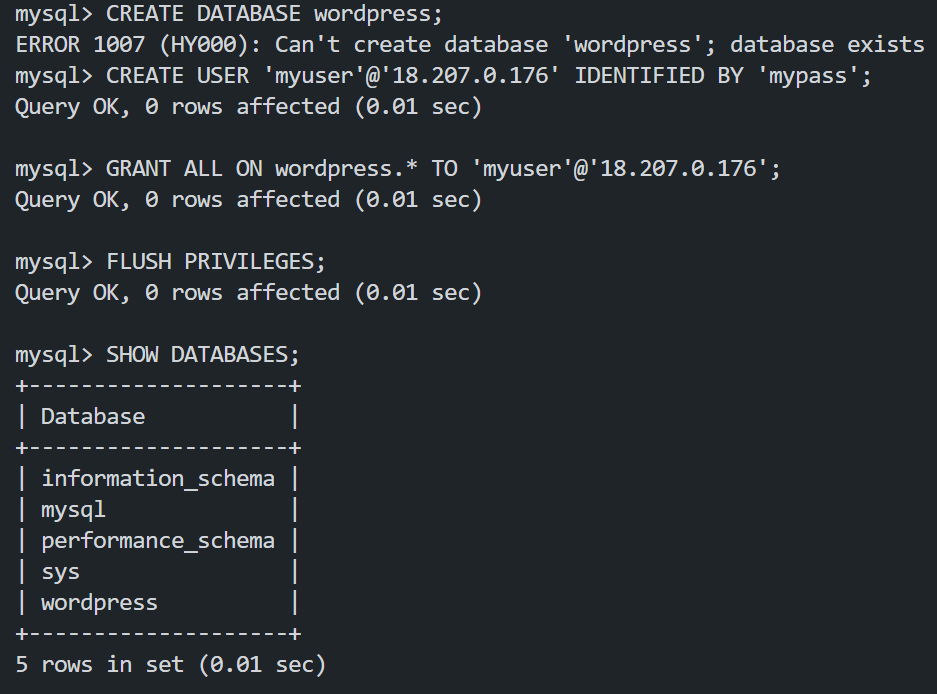 mysql> CREATE DATABASE wordpress;
ERROR 1007 (HY000): Can't create database 'wordpress'; database exists
mysql> CREATE USER 'myuser'@'18.207.0.176' IDENTIFIED BY 'mypass';
Query OK, 0 rows affected (0.01 sec)

mysql> GRANT ALL ON wordpress.* TO 'myuser'@'18.207.0.176';
Query OK, 0 rows affected (0.01 sec)

mysql> FLUSH PRIVILEGES;
Query OK, 0 rows affected (0.01 sec)

mysql> SHOW DATABASES;
+--------------------+
| Database           |
+--------------------+
| information_schema |
| mysql              |
| performance_schema |
| sys                |
| wordpress          |
+--------------------+
5 rows in set (0.01 sec)